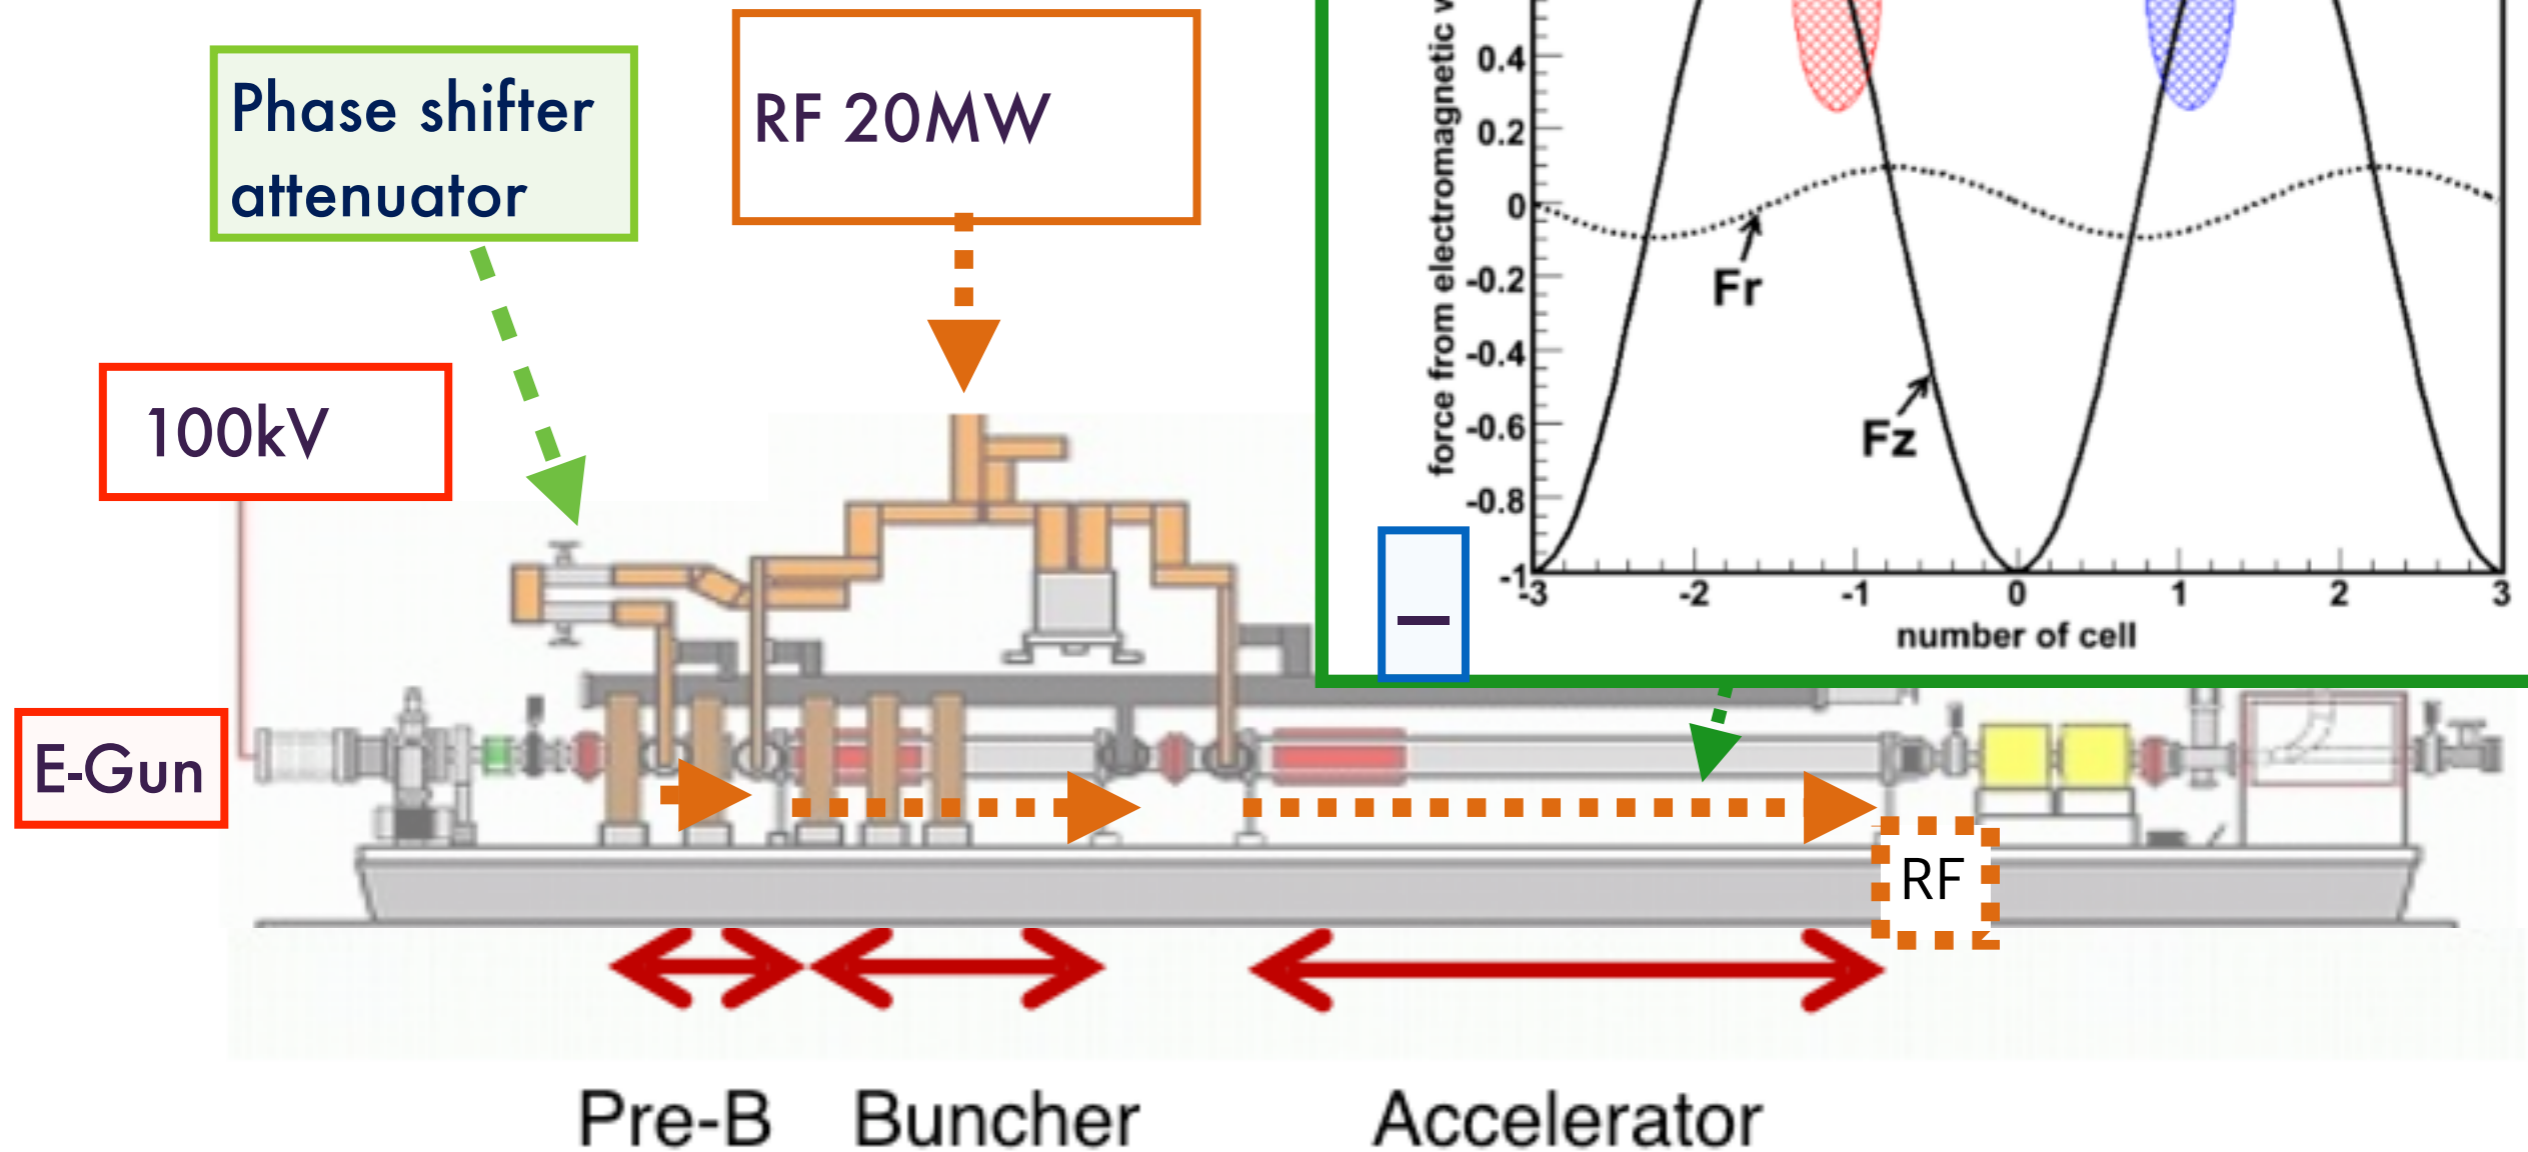 Phase shifter
attenuator
RF 20MW
100kV
E-Gun
force from electromagnetic
0.4
0.2
0
-0.2
-0.4
-0.6
-0.8
-1
Fr
Fz
-3 -2 -1 0 1 2 3
number of cell
—
RF
Pre-B Buncher Accelerator